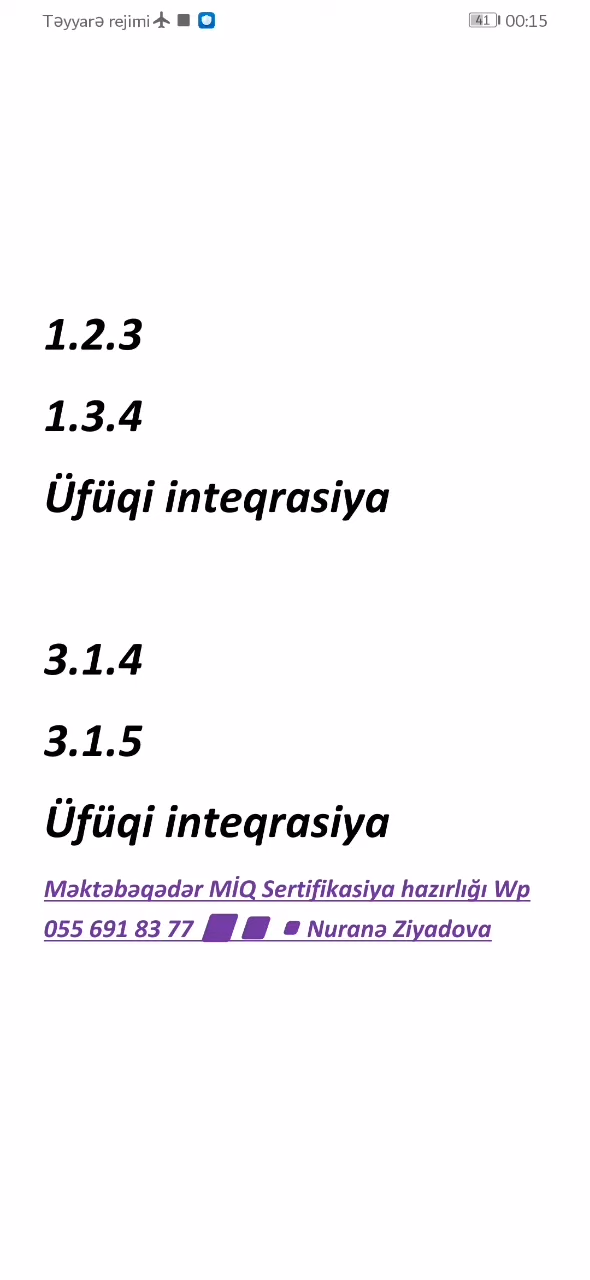 Təyyarə rejimi 41 00:15
1.2.3
1.3.4
Üfüqi inteqrasiya
3.1.4
3.1.5
Üfüqi inteqrasiya
Məktəbəqədər MİQ Sertifikasiya hazırlığı Wp
055 691 83 77 Nuranə Ziyadova